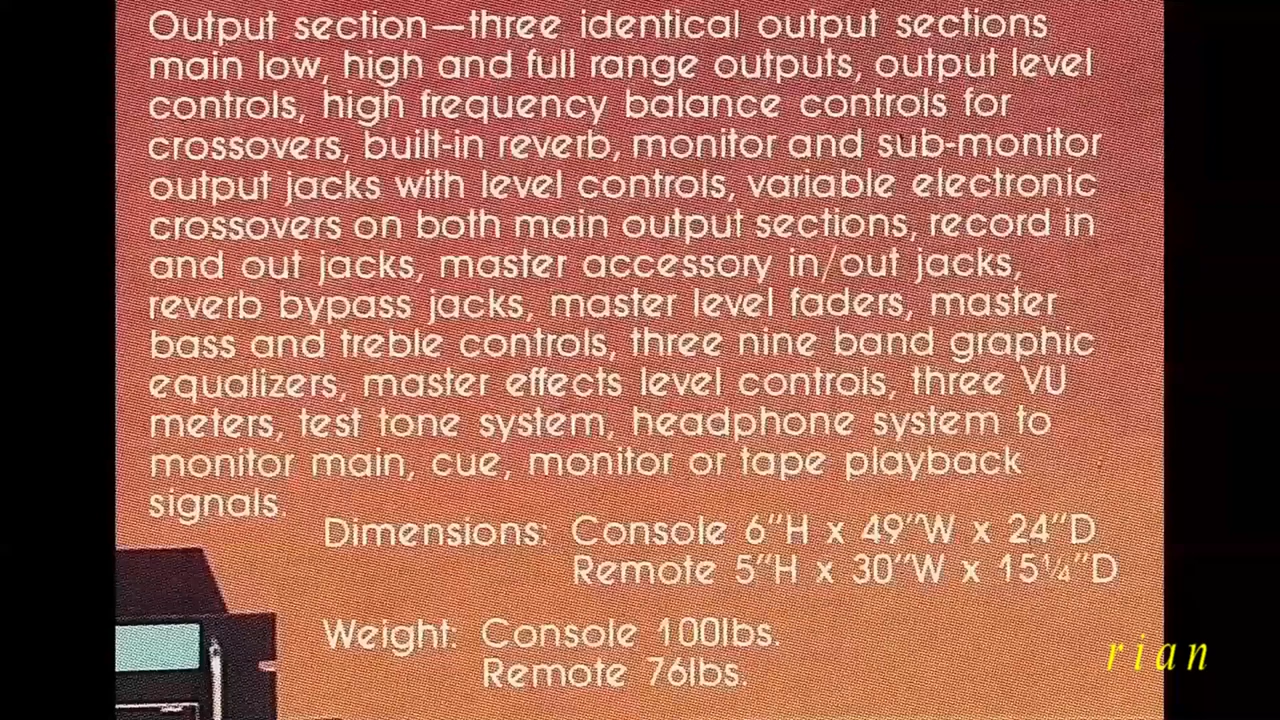 Output section—three identical output sections
main low, high and full range outputs, output level
controls, high frequency balance controls for
crossovers, built-in reverb, monitor and sub-monitor
output jacks with level controls, variable electronic
crossovers on both main output sections, record in
and out jacks, master accessory in/out jacks,
reverb bypass jacks, master level faders, master
bass and treble controls, three nine band graphic
equalizers, master effects level controls, three VU
meters, test tone system, headphone system to
monitor main, cue, monitor or tape playback
signals.
Dimensions: Console 6"H x 49"W x 24"D
Remote 5"H x 30"W x 15¼"D
Weight: Console 100lbs.
Remote 76lbs.
rian